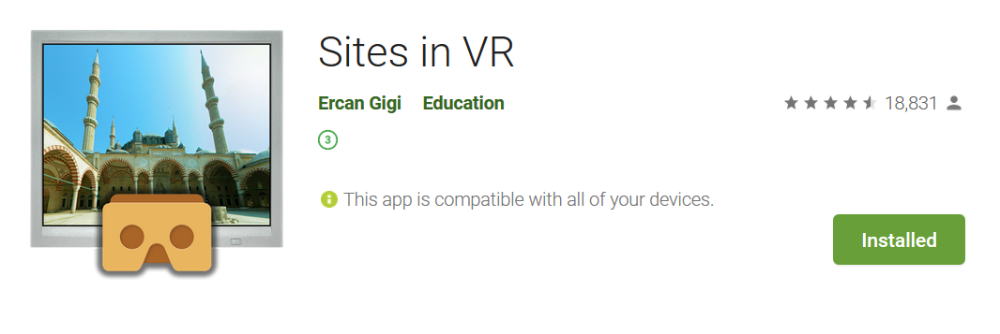 Sites in VR
Ercan Gigi Education
18,831
3
This app is compatible with all of your devices.
Installed